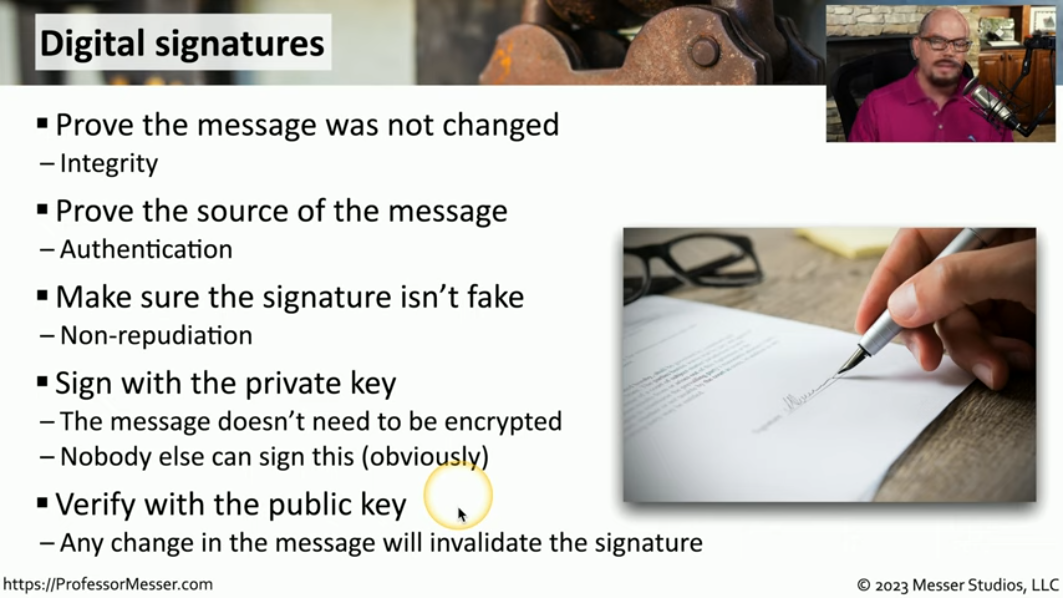 Digital signatures
▪ Prove the message was not changed
– Integrity
▪ Prove the source of the message
– Authentication
▪ Make sure the signature isn’t fake
– Non-repudiation
▪ Sign with the private key
– The message doesn’t need to be encrypted
– Nobody else can sign this (obviously)
▪ Verify with the public key
– Any change in the message will invalidate the signature
https://ProfessorMesser.com
© 2023 Messer Studios, LLC